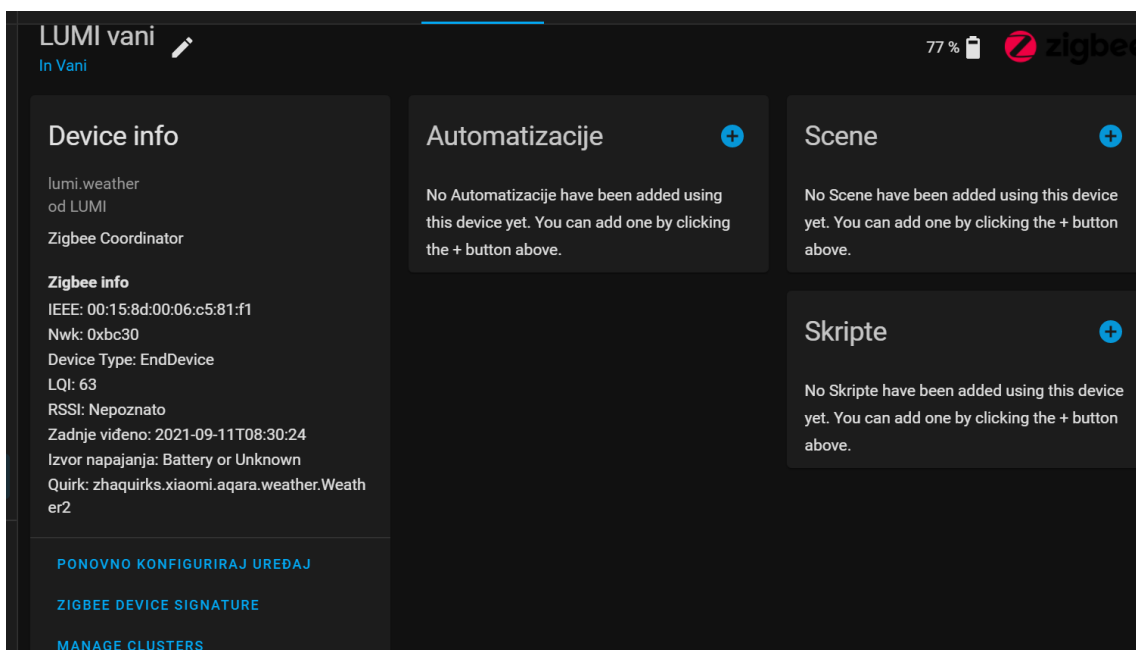 LUMI vani
In Vani
77 %
zigbee
Device info
lumi.weather
od LUMI
Zigbee Coordinator
Zigbee info
IEEE: 00:15:8d:00:06:c5:81:f1
Nwk: 0xbc30
Device Type: EndDevice
LQI: 63
RSSI: Nepoznato
Zadnje viđeno: 2021-09-11T08:30:24
Izvor napajanja: Battery or Unknown
Quirk: zhaquirks.xiaomi.aqara.weather.Weath
er2
PONOVNO KONFIGURIRAJ UREĐAJ
ZIGBEE DEVICE SIGNATURE
MANAGE CLUSTERS
Automatizacije
No Automatizacije have been added using
this device yet. You can add one by clicking
the + button above.
Scene
No Scene have been added using this device
yet. You can add one by clicking the + button
above.
Skripte
No Skripte have been added using this device
yet. You can add one by clicking the + button
above.